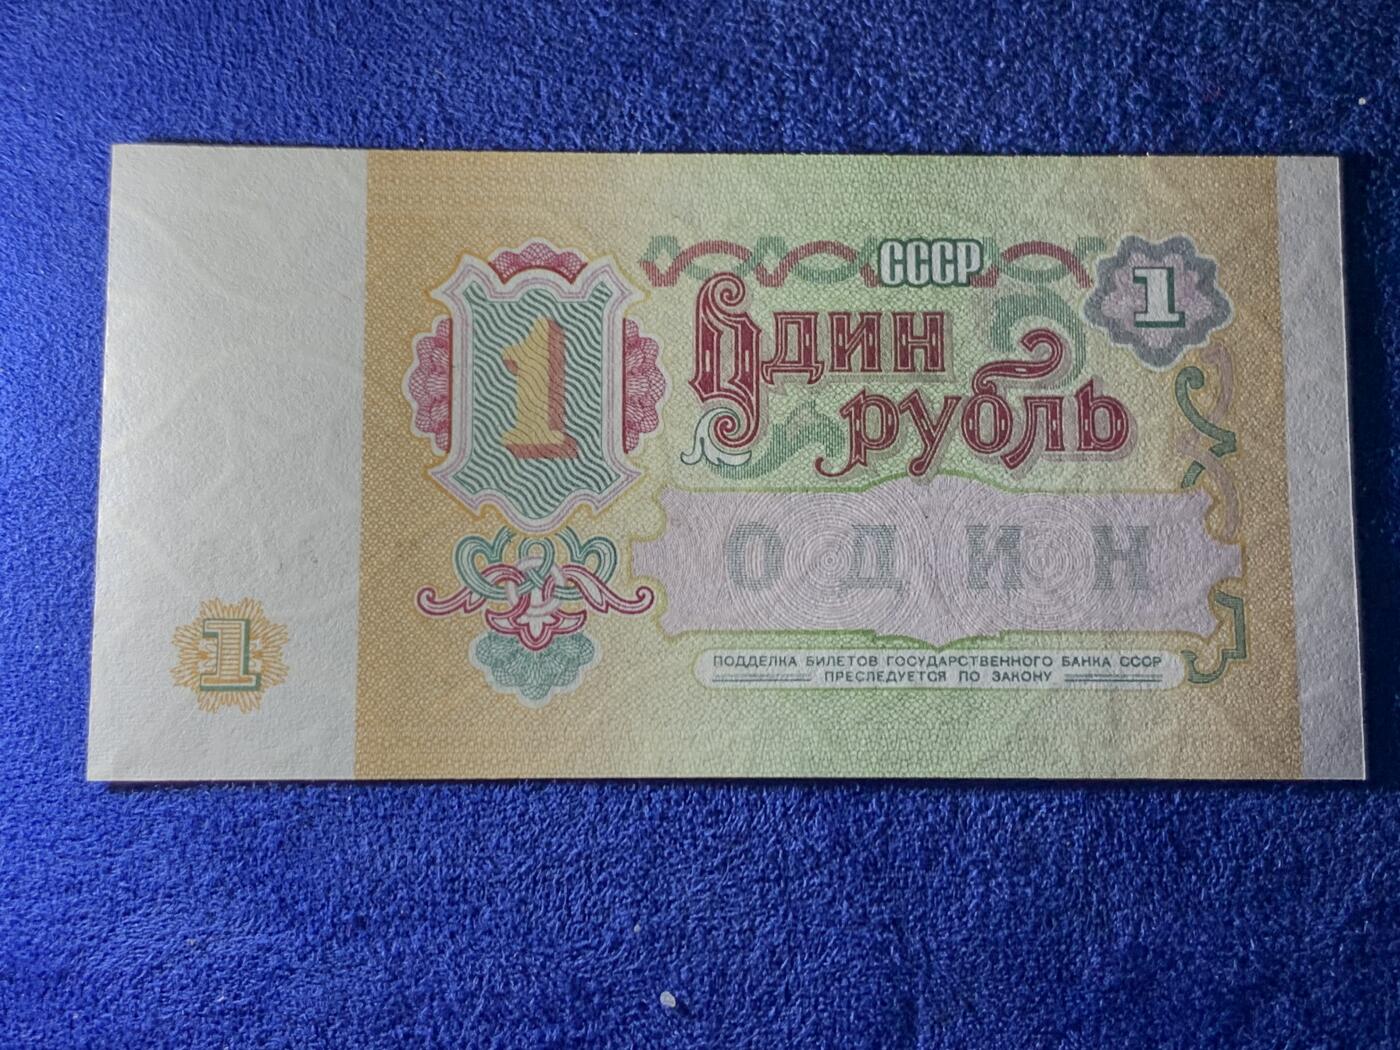 СССР
1
1
Один
рубль
ОДИН
ПОДДЕЛКА БИЛЕТОВ ГОСУДАРСТВЕННОГО БАНКА СССР
ПРЕСЛЕДУЕТСЯ ПО ЗАКОНУ
1